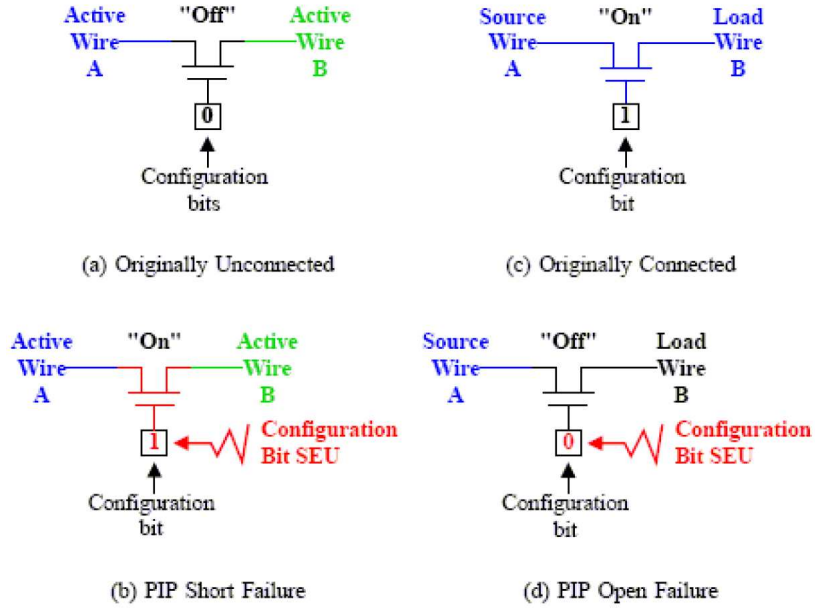 Active "Off" Active
Wire Wire
A B
0
Configuration
bits
(a) Originally Unconnected
Source "On" Load
Wire Wire
A B
1
Configuration
bit
(c) Originally Connected
Active "On" Active
Wire Wire
A B
1 Configuration
Bit SEU
Configuration
bit
(b) PIP Short Failure
Source "Off" Load
Wire Wire
A B
0 Configuration
Bit SEU
Configuration
bit
(d) PIP Open Failure